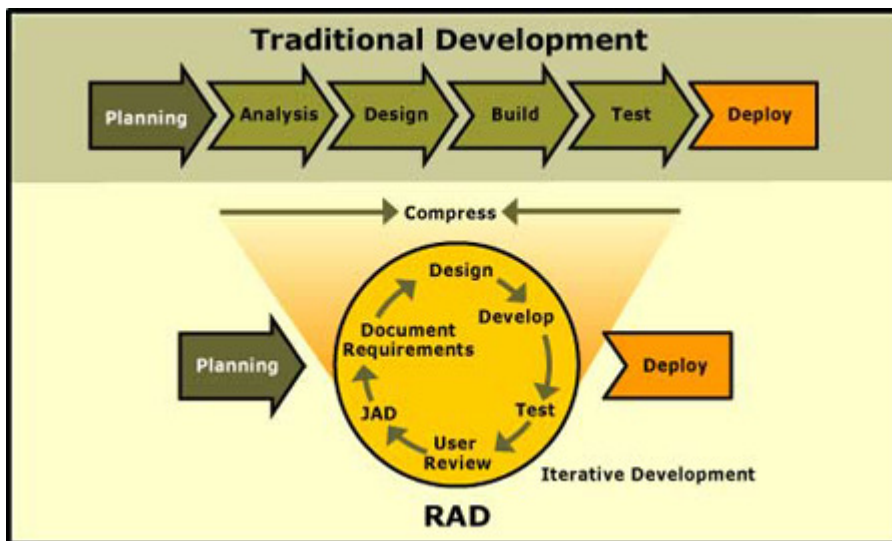 Traditional Development
Planning
Analysis
Design
Build
Test
Deploy
Compress
Design
Develop
Document
Requirements
Planning
Deploy
JAD
Test
User
Review
Iterative Development
RAD